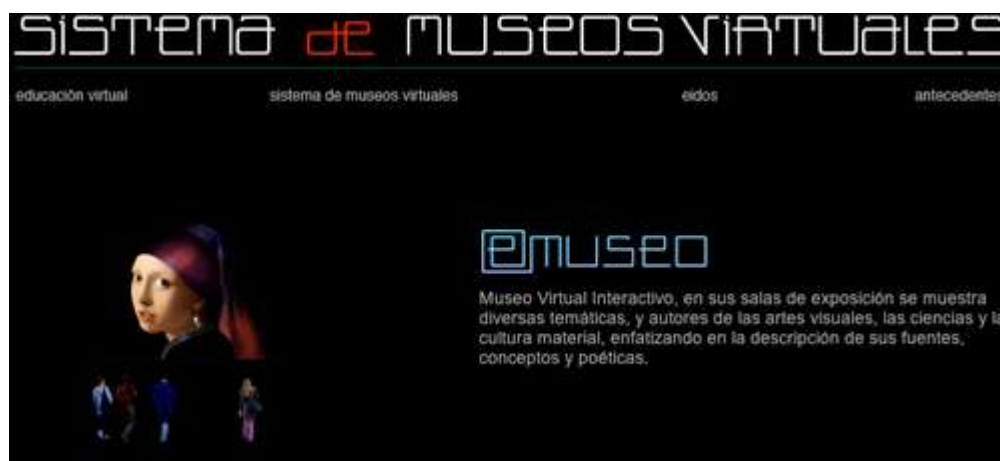 sistema de museos virtuales
educación virtual sistema de museos virtuales eidos antecedentes
emuseo
Museo Virtual Interactivo, en sus salas de exposición se muestra
diversas temáticas, y autores de las artes visuales, las ciencias y la
cultura material, enfatizando en la descripción de sus fuentes,
conceptos y poéticas.